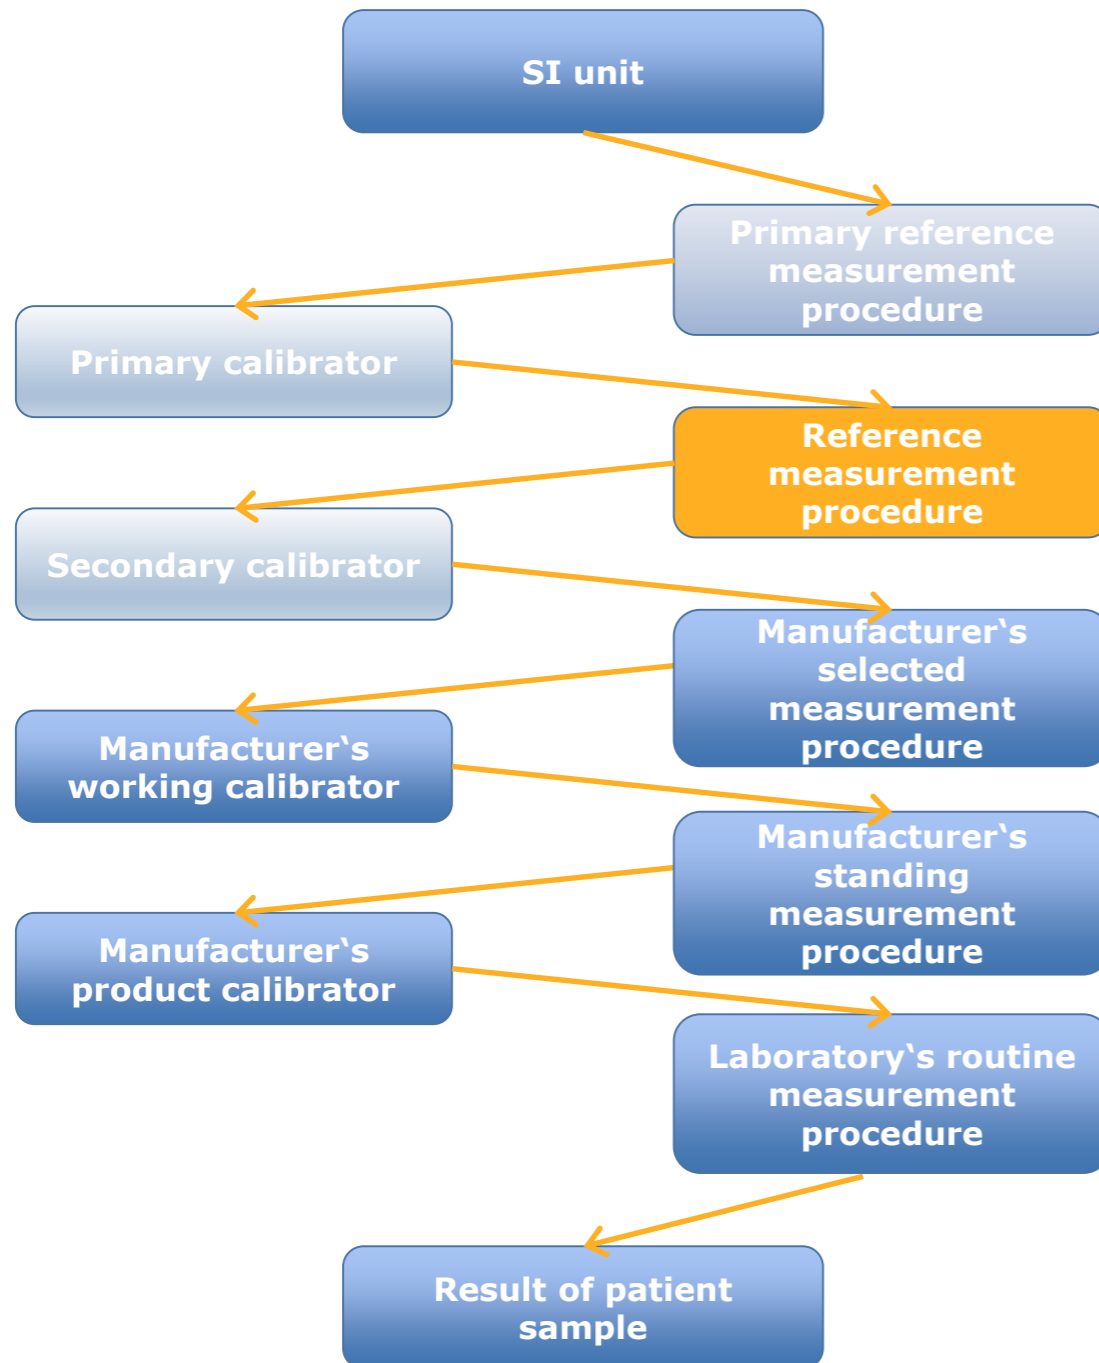 SI unit
Primary reference
measurement
procedure
Primary calibrator
Reference
measurement
procedure
Secondary calibrator
Manufacturer‘s
selected
measurement
procedure
Manufacturer‘s
working calibrator
Manufacturer‘s
standing
measurement
procedure
Manufacturer‘s
product calibrator
Laboratory‘s routine
measurement
procedure
Result of patient
sample